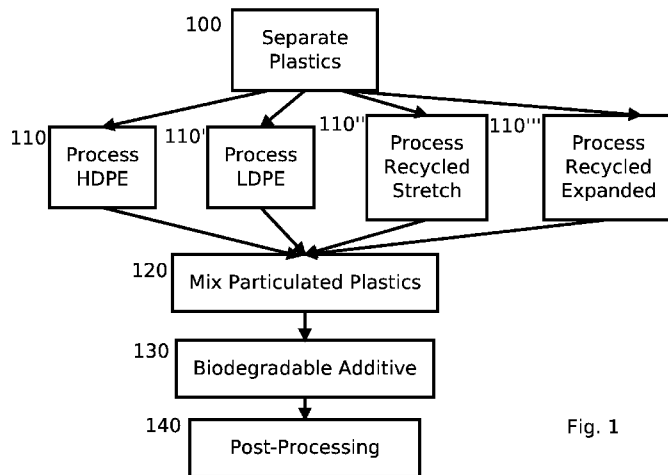 100
Separate
Plastics
110
Process
HDPE
110'
Process
LDPE
110''
Process
Recycled
Stretch
110'''
Process
Recycled
Expanded
120
Mix Particulated Plastics
130
Biodegradable Additive
140
Post-Processing
Fig. 1